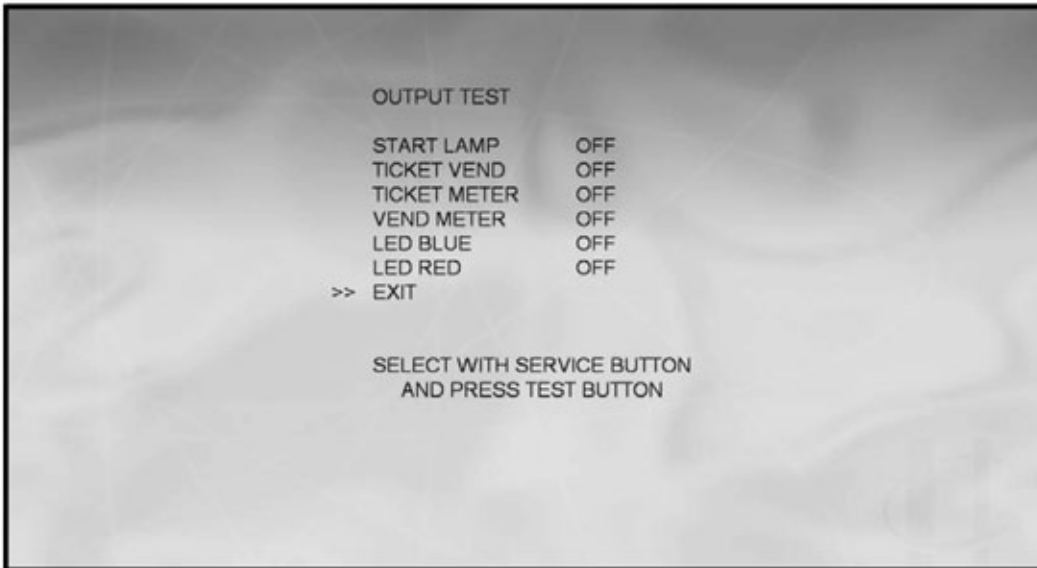 OUTPUT TEST
START LAMP OFF
TICKET VEND OFF
TICKET METER OFF
VEND METER OFF
LED BLUE OFF
LED RED OFF
>> EXIT
SELECT WITH SERVICE BUTTON
AND PRESS TEST BUTTON